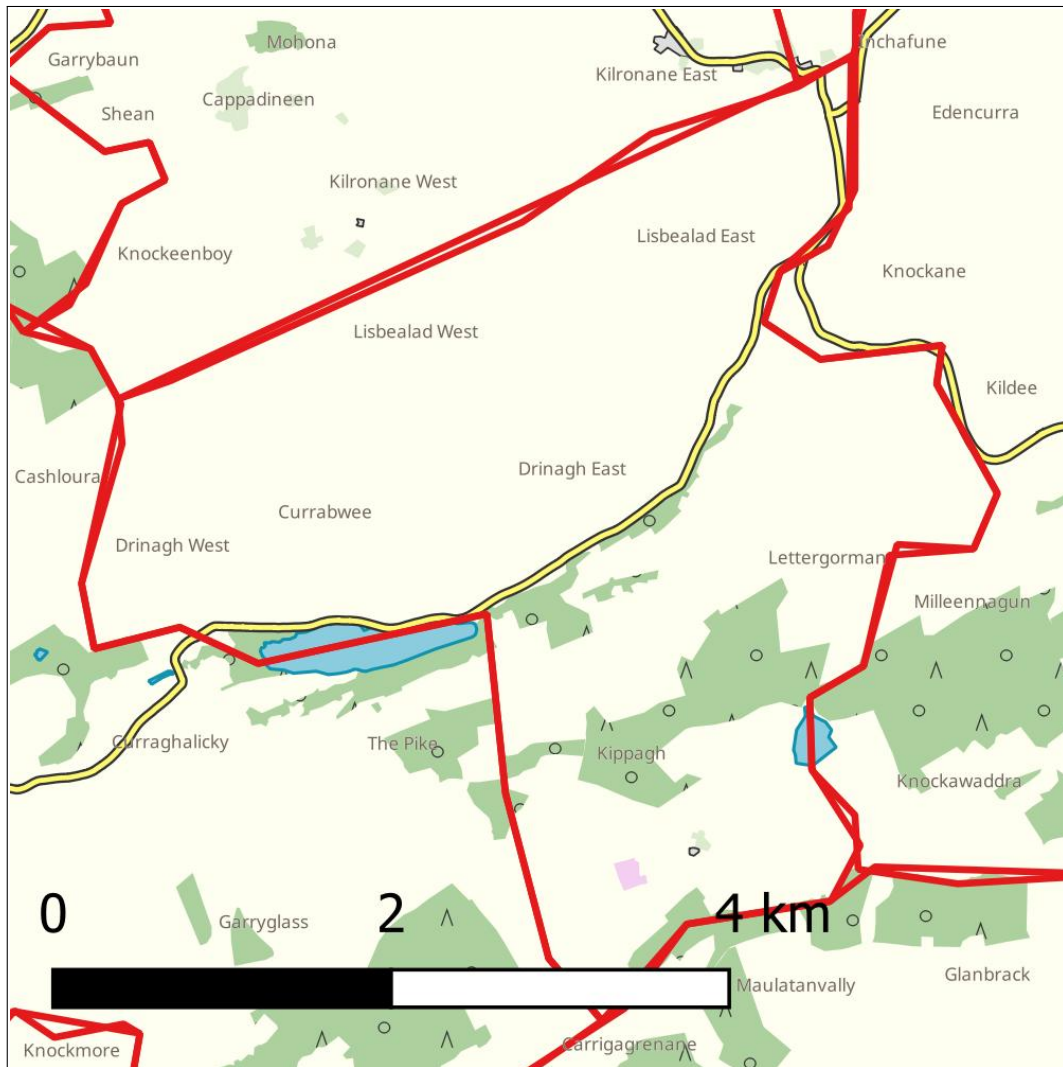 Mohona
Inchafune
Garrybaun
Kilronane East
Cappadineen
Shean
Edencurra
Kilronane West
Lisbealad East
Knockeenboy
Knockane
Lisbealad West
Kildee
Drinagh East
Cashloura
Currabwee
Drinagh West
Lettergorman
Milleennagun
Curraghalicky
The Pike
Kippagh
Knockawaddra
0 2 4 km
Garryglass
Glanbrack
Maulatanvally
Carrigagrenane
Knockmore